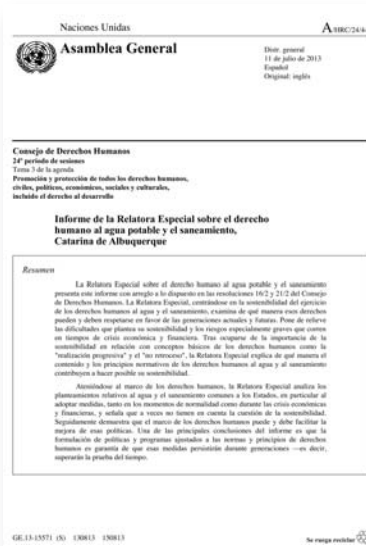 Naciones Unidas
A/HRC/24/4
Asamblea General
Distr. general
11 de julio de 2013
Español
Original: inglés
Consejo de Derechos Humanos
24º período de sesiones
Tema 3 de la agenda
Promoción y protección de todos los derechos humanos,
civiles, políticos, económicos, sociales y culturales,
incluido el derecho al desarrollo
Informe de la Relatora Especial sobre el derecho
humano al agua potable y el saneamiento,
Catarina de Albuquerque
Resumen
La Relatora Especial sobre el derecho humano al agua potable y el saneamiento
presenta este informe con arreglo a lo dispuesto en las resoluciones 16/2 y 21/2 del Consejo
de Derechos Humanos. La Relatora Especial, centrándose en la sostenibilidad del ejercicio
de los derechos humanos al agua y el saneamiento, examina de qué manera esos derechos
pueden y deben respetarse en favor de las generaciones actuales y futuras. Pone de relieve
las dificultades que plantea su sostenibilidad y los riesgos especialmente graves que corren
en tiempos de crisis económica y financiera. Tras ocuparse de la importancia de la
sostenibilidad en relación con conceptos básicos de los derechos humanos como la
"realización progresiva" y el "no retroceso", la Relatora Especial explica de qué manera el
contenido y los principios normativos de los derechos humanos al agua y al saneamiento
contribuyen a hacer posible su sostenibilidad.
Ateniéndose al marco de los derechos humanos, la Relatora Especial analiza los
planteamientos relativos al agua y el saneamiento comunes a los Estados, en particular al
adoptar medidas, tanto en los momentos de normalidad como durante las crisis económicas
y financieras, y señala que a veces no tienen en cuenta la cuestión de la sostenibilidad.
Seguidamente demuestra que el marco de los derechos humanos puede y debe facilitar la
mejora de esas políticas. Una de las principales conclusiones del informe es que la
formulación de políticas y programas ajustados a las normas y principios de derechos
humanos es garantía de que esas medidas persistirán durante generaciones —es decir,
superarán la prueba del tiempo.
GE.13-15571 (S) 130813 150813
Se ruega reciclar